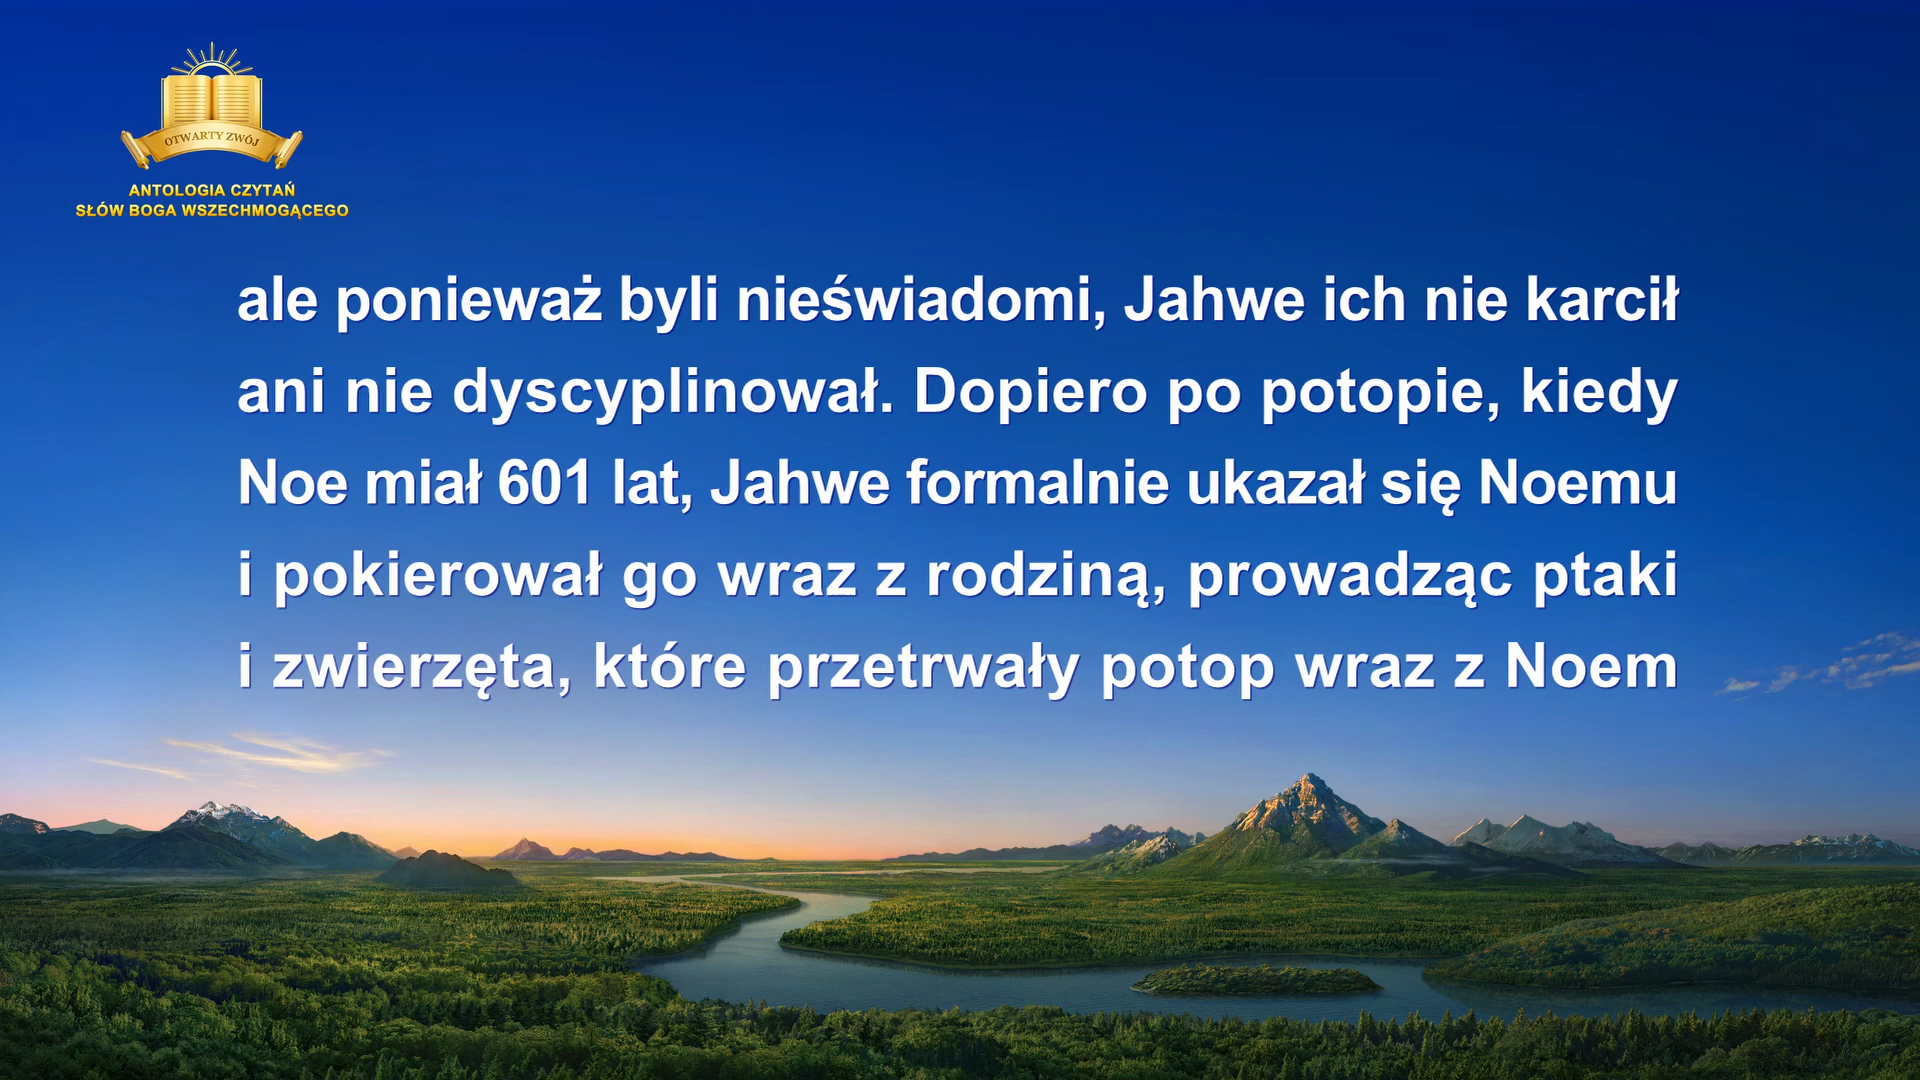 OTWARTY ZWÓJ
ANTOLOGIA CZYTAŃ
SŁÓW BOGA WSZECHMOGĄCEGO
ale ponieważ byli nieświadomi, Jahwe ich nie karcił
ani nie dyscyplinował. Dopiero po potopie, kiedy
Noe miał 601 lat, Jahwe formalnie ukazał się Noemu
i pokierował go wraz z rodziną, prowadząc ptaki
i zwierzęta, które przetrwały potop wraz z Noem